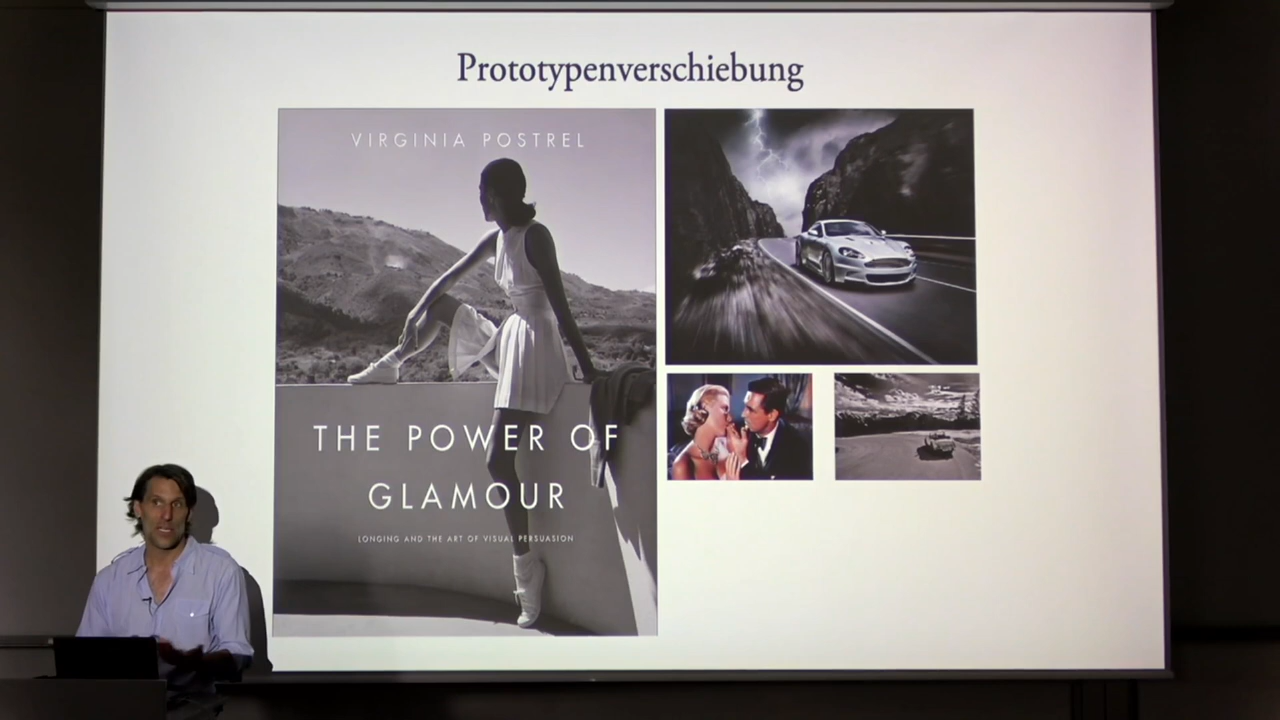 Prototypenverschiebung
VIRGINIA POSTREL
THE POWER OF
GLAMOUR
LONGING AND THE ART OF VISUAL PERSUASION